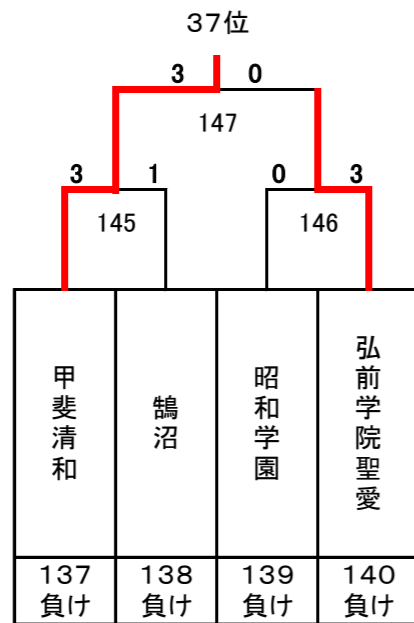 37位
3 0
147
3 1 0 3
145 146
甲斐清和
鵠沼
昭和学園
弘前学院聖愛
137 138 139 140
負け 負け 負け 負け